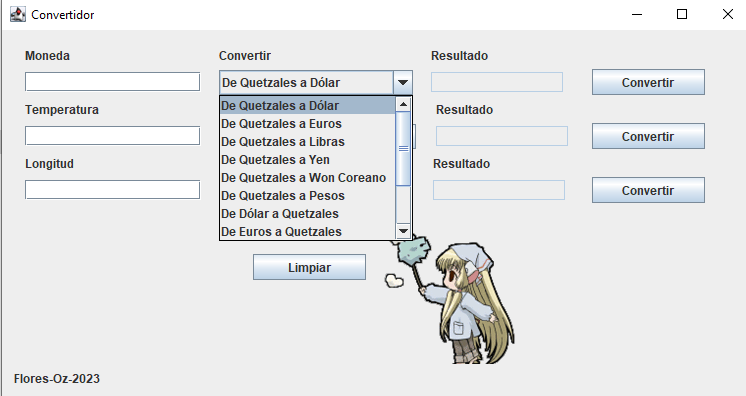 Convertidor
Moneda
Convertir
Resultado
De Quetzales a Dólar
Convertir
De Quetzales a Dólar
De Quetzales a Euros
De Quetzales a Libras
De Quetzales a Yen
De Quetzales a Won Coreano
De Quetzales a Pesos
De Dólar a Quetzales
De Euros a Quetzales
Temperatura
Resultado
Convertir
Longitud
Resultado
Convertir
Limpiar
Flores-Oz-2023